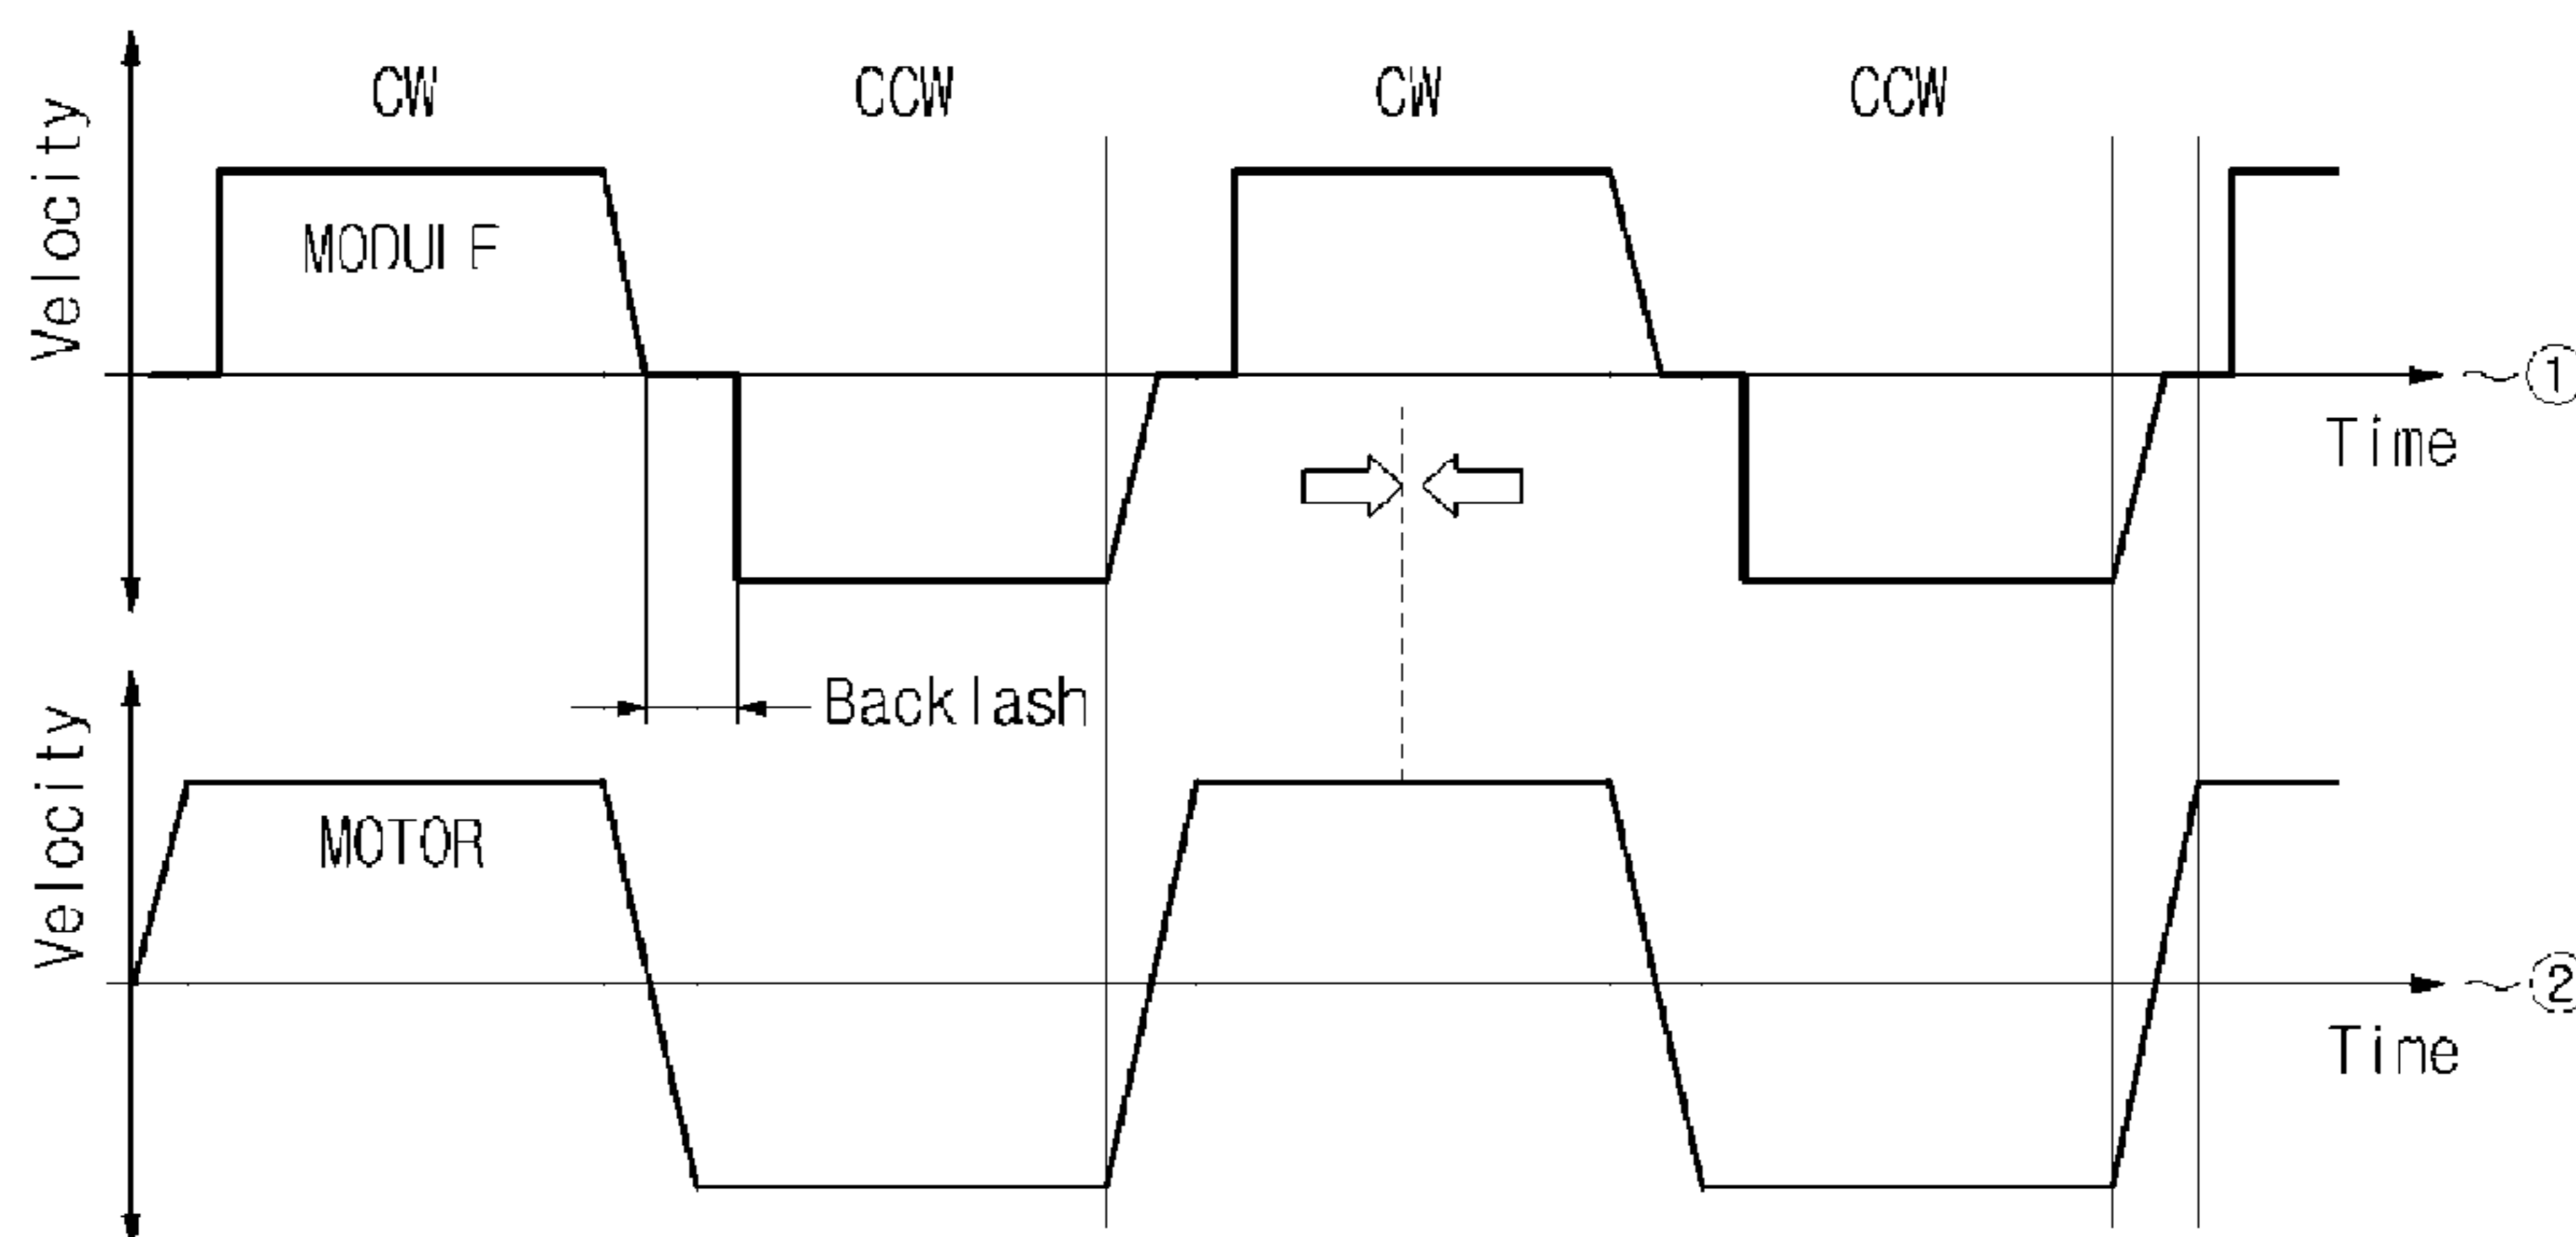 CW CCW CW CCW
Velocity
MODULE
~①
Time
Backlash
Velocity
MOTOR
~②
Time